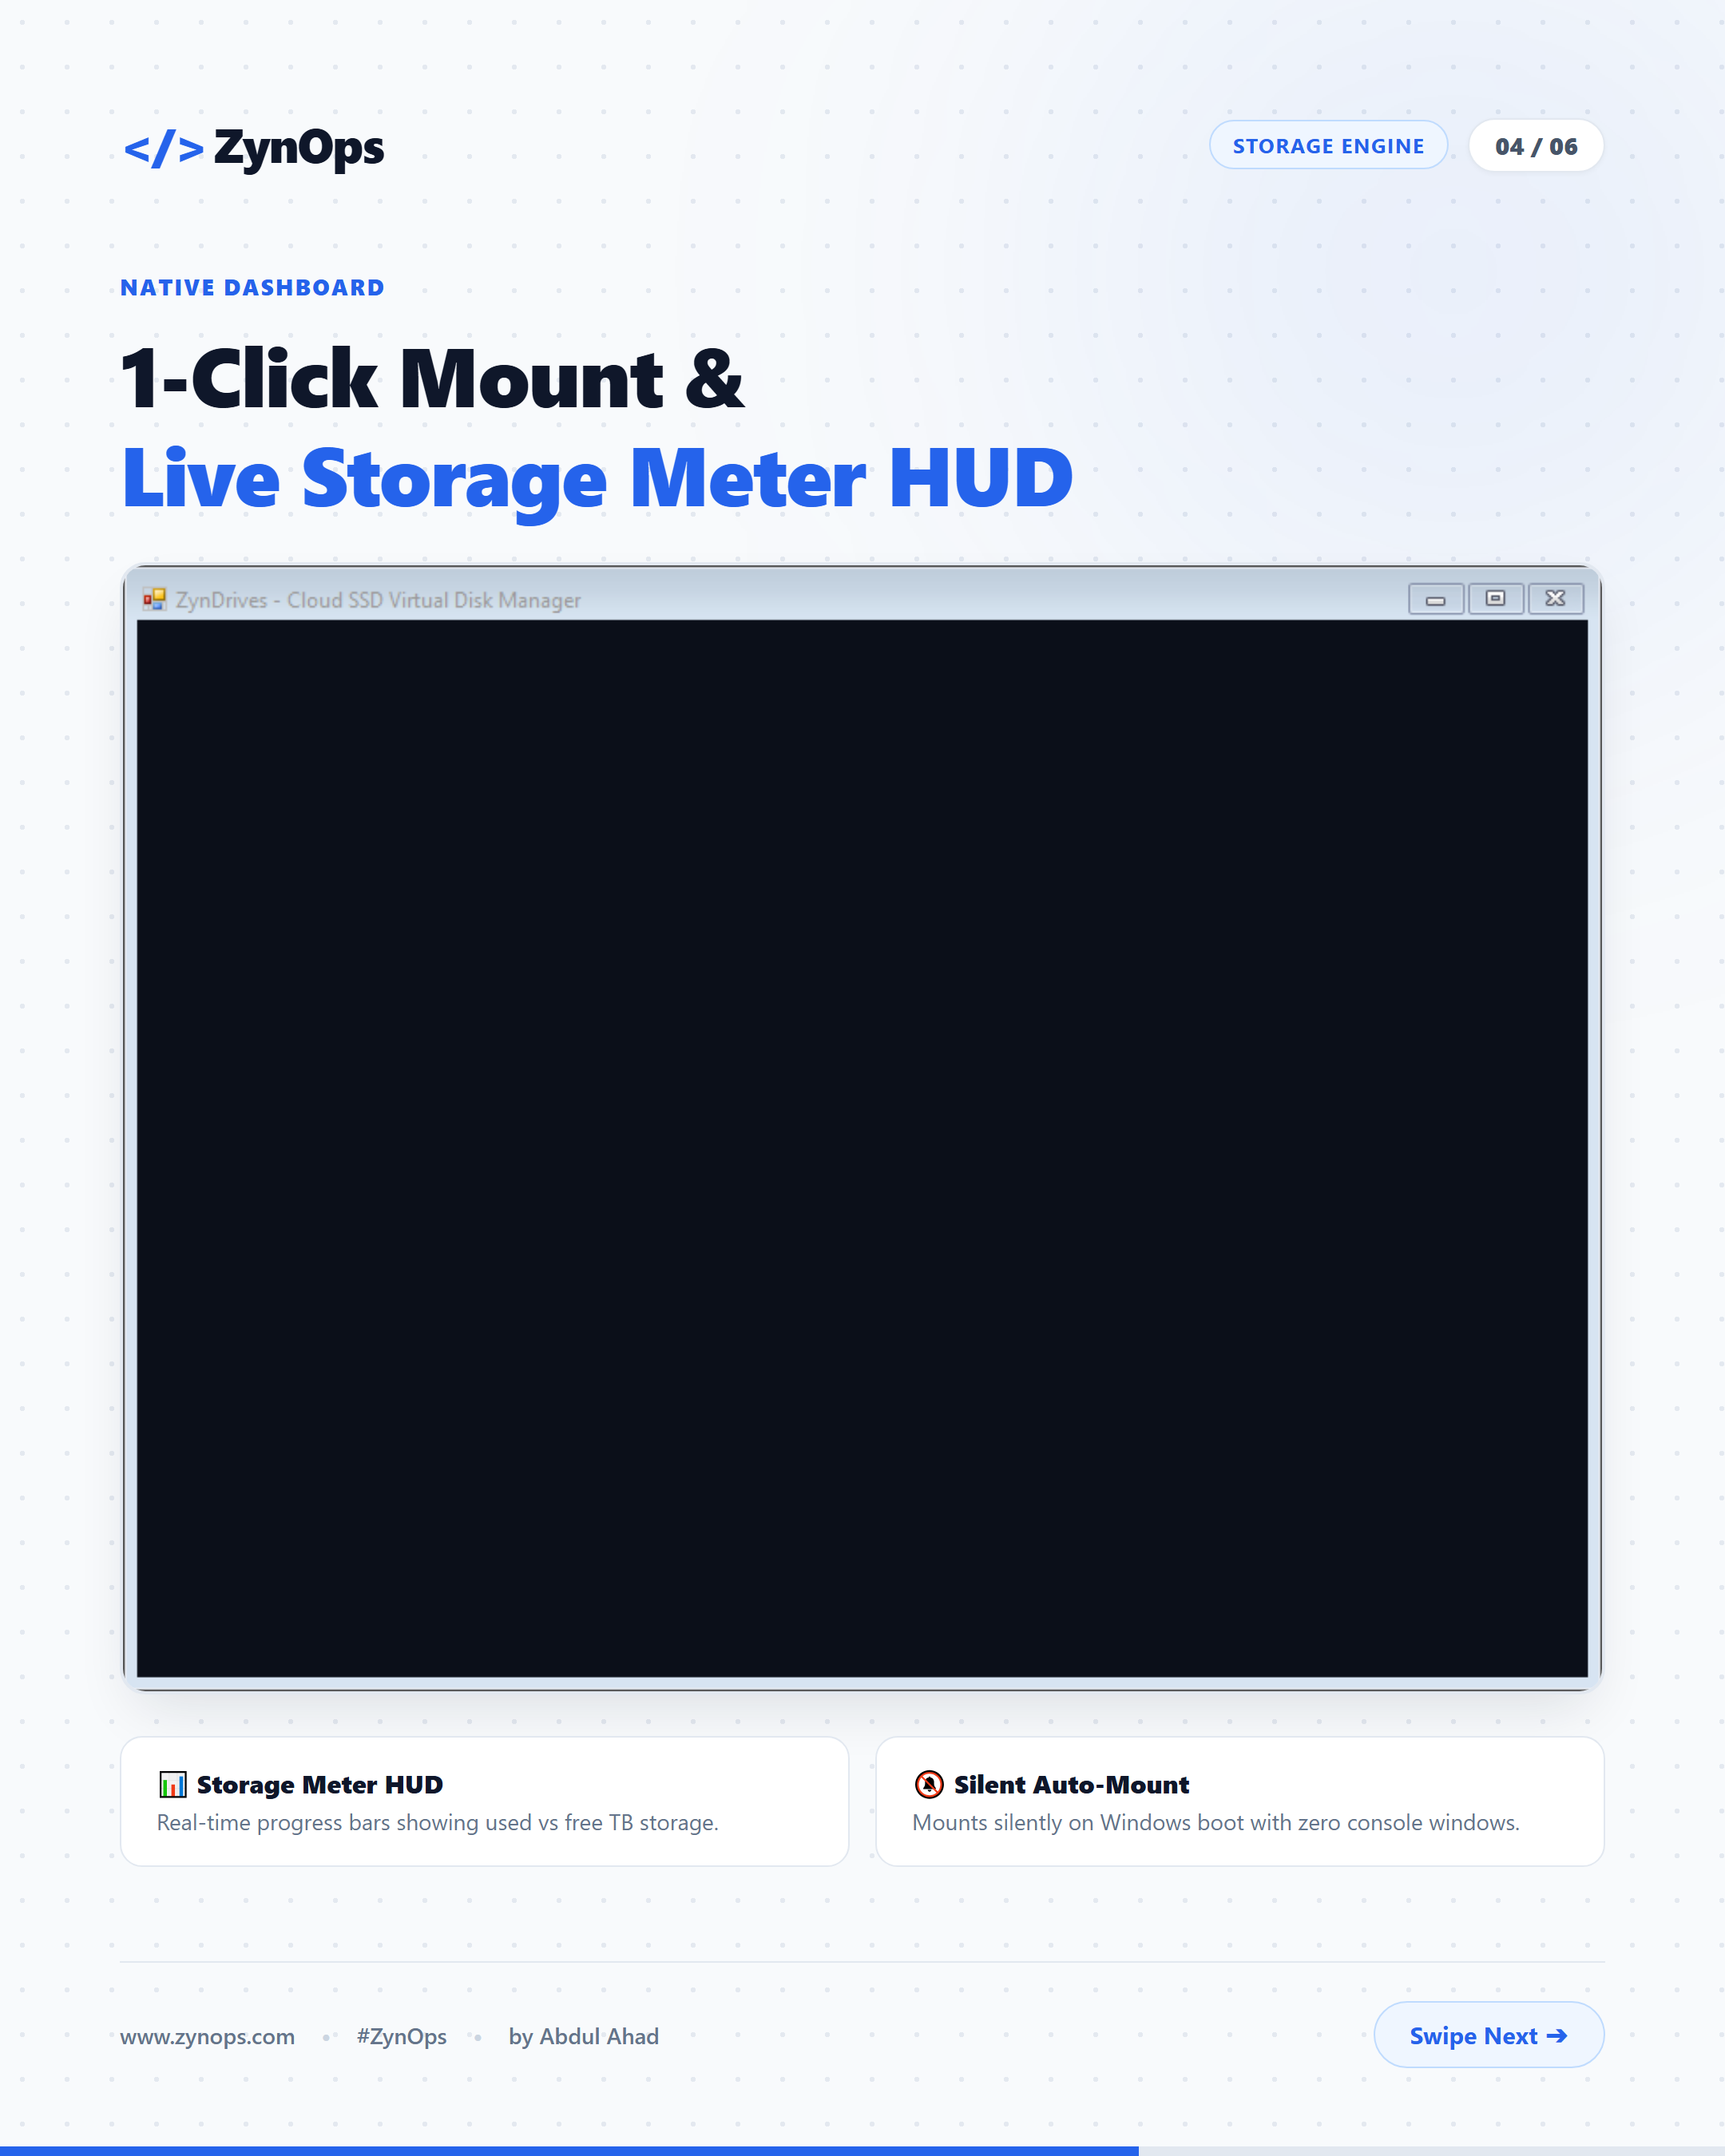 </> ZynOps
STORAGE ENGINE
04 / 06
NATIVE DASHBOARD
1-Click Mount &
Live Storage Meter HUD
ZynDrives - Cloud SSD Virtual Disk Manager
📊 Storage Meter HUD
Real-time progress bars showing used vs free TB storage.
🔕 Silent Auto-Mount
Mounts silently on Windows boot with zero console windows.
www.zynops.com • #ZynOps • by Abdul Ahad
Swipe Next ➔